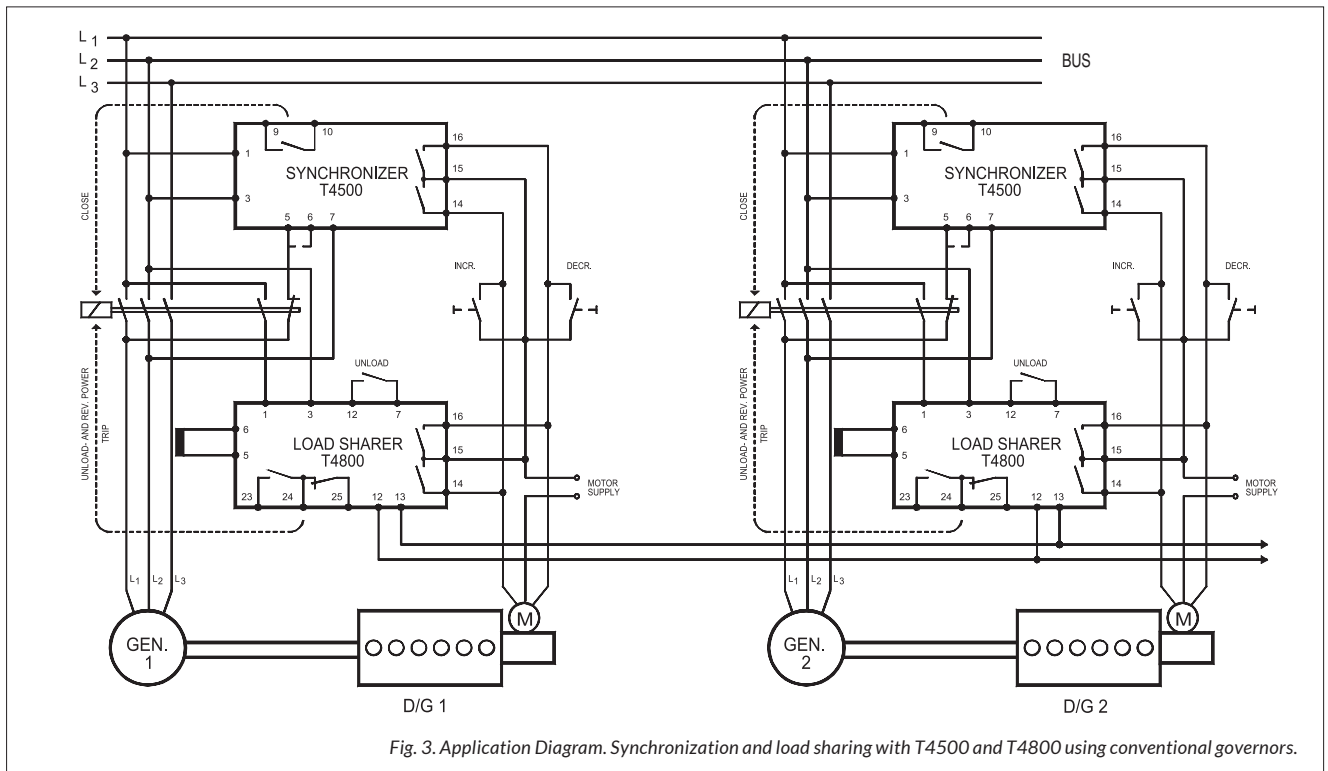 L1
L2
L3
BUS
9 10
1
3
SYNCHRONIZER
T4500
16
15
14
5 6 7
CLOSE
INCR.
DECR.
UNLOAD
UNLOAD- AND REV. POWER
TRIP
1 3 12 7
6
5
LOAD SHARER
T4800
16
15
14
23 24 25 12 13
MOTOR
SUPPLY
L1 L2 L3
GEN.
1
M
D/G 1
9 10
1
3
SYNCHRONIZER
T4500
16
15
14
5 6 7
CLOSE
INCR.
DECR.
UNLOAD
UNLOAD- AND REV. POWER
TRIP
1 3 12 7
6
5
LOAD SHARER
T4800
16
15
14
23 24 25 12 13
MOTOR
SUPPLY
L1 L2 L3
GEN.
2
M
D/G 2
Fig. 3. Application Diagram. Synchronization and load sharing with T4500 and T4800 using conventional governors.